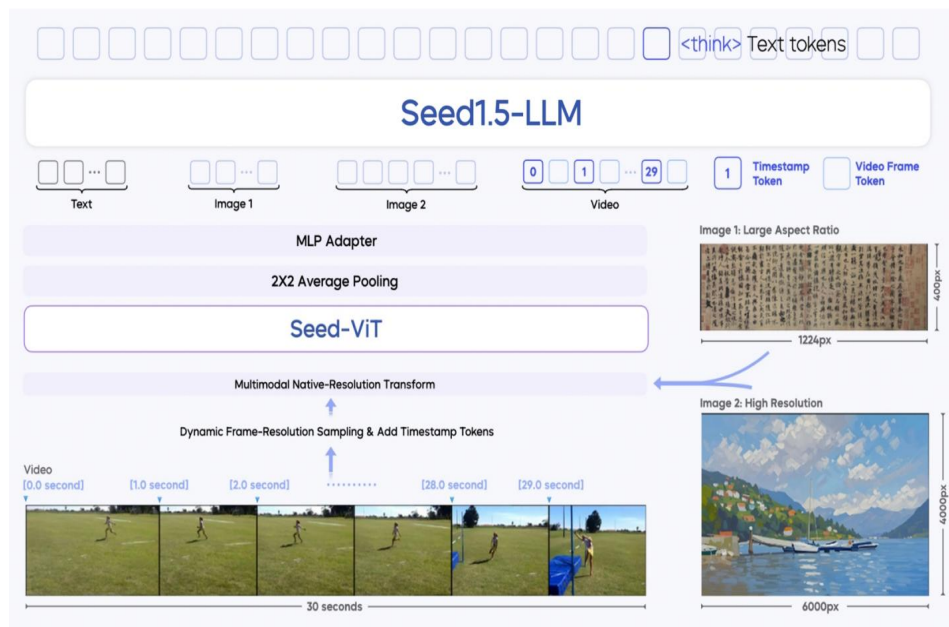 <think> Text tokens
Seed1.5-LLM
... ... ... 0 1 ... 29 1 Timestamp Token Video Frame Token
Text Image 1 Image 2 Video
MLP Adapter
2X2 Average Pooling
Seed-ViT
Multimodal Native-Resolution Transform
Dynamic Frame-Resolution Sampling & Add Timestamp Tokens
Video
[0.0 second] [1.0 second] [2.0 second] .......... [28.0 second] [29.0 second]
30 seconds
Image 1: Large Aspect Ratio
400px
1224px
Image 2: High Resolution
4000px
6000px